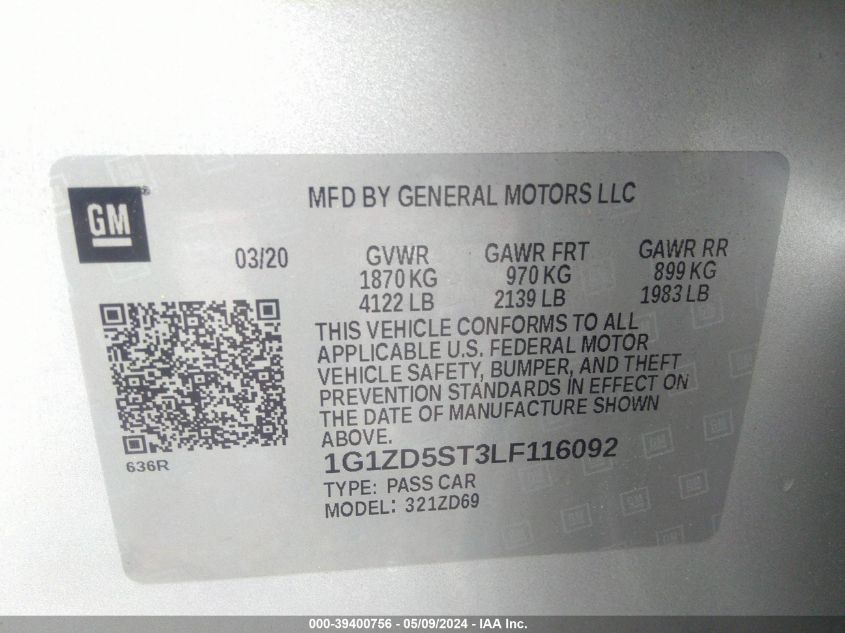 GM®
MFD BY GENERAL MOTORS LLC
03/20
GVWR GAWR FRT GAWR RR
1870 KG 970 KG 899 KG
4122 LB 2139 LB 1983 LB
THIS VEHICLE CONFORMS TO ALL
APPLICABLE U.S. FEDERAL MOTOR
VEHICLE SAFETY, BUMPER, AND THEFT
PREVENTION STANDARDS IN EFFECT ON
THE DATE OF MANUFACTURE SHOWN
ABOVE.
636R
1G1ZD5ST3LF116092
TYPE: PASS CAR
MODEL: 321ZD69
000-39400756 - 05/09/2024 - IAA Inc.